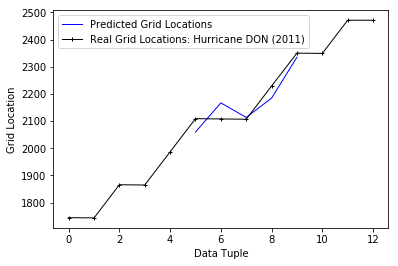 2500
2400
2300
2200
2100
2000
1900
1800
Grid Location
Predicted Grid Locations
Real Grid Locations: Hurricane DON (2011)
0 2 4 6 8 10 12
Data Tuple